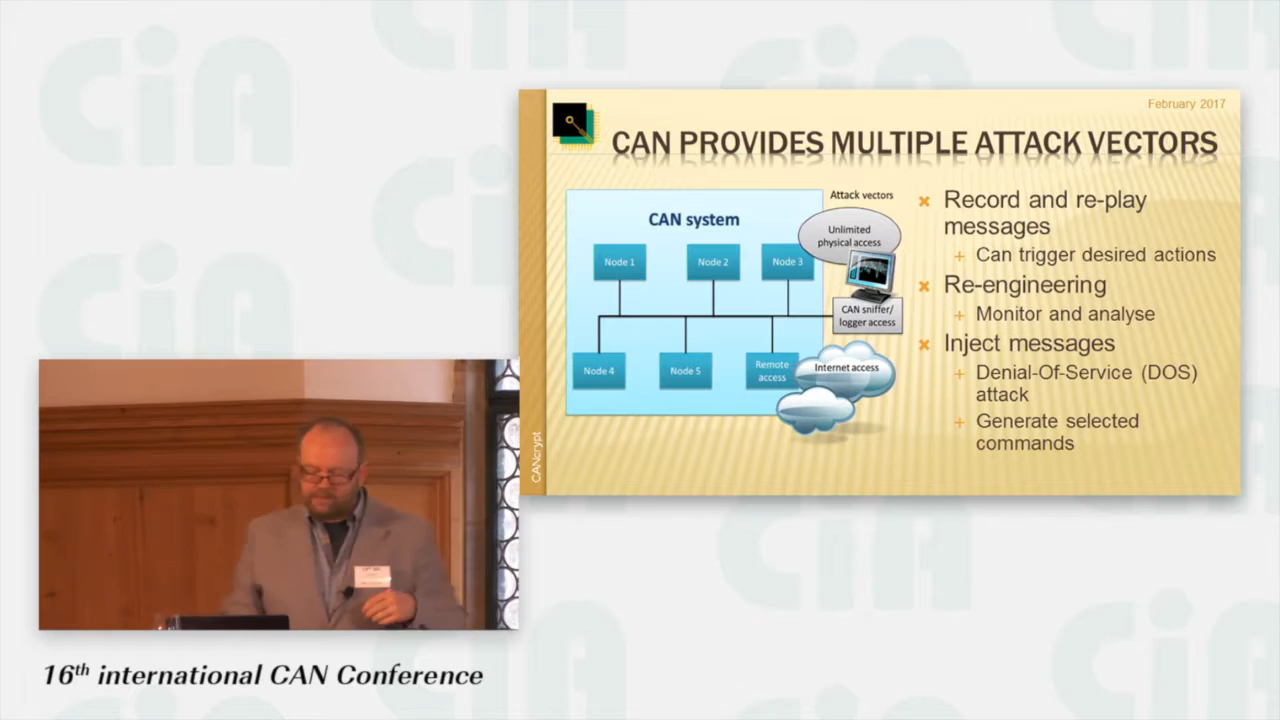 CiA
February 2017
CAN PROVIDES MULTIPLE ATTACK VECTORS
Attack vectors
CAN system
Unlimited
physical access
Node 1
Node 2
Node 3
CAN sniffer/
logger access
Node 4
Node 5
Remote
access
Internet access
Record and re-play
messages
Can trigger desired actions
Re-engineering
Monitor and analyse
Inject messages
Denial-Of-Service (DOS)
attack
Generate selected
commands
CANcrypt
16th international CAN Conference